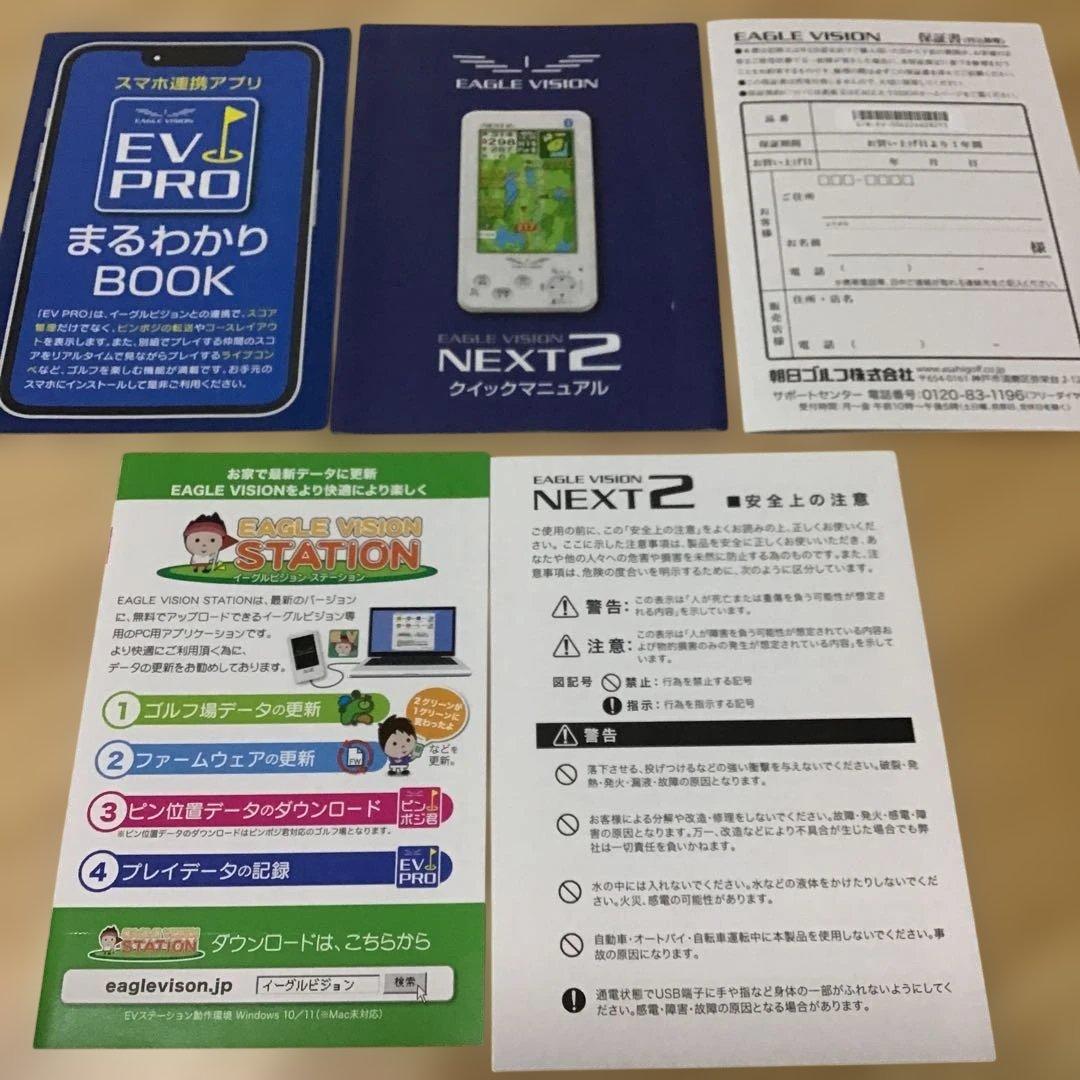 スマホ連携アプリ
EAGLE VISION
EV
PRO
まるわかり
BOOK
「EV PRO」は、イーグルビジョンとの連携で、スコア
管理だけでなく、ピンポジの転送やコースレイアウ
トを表示します。また、別組でプレイする仲間のスコ
アをリアルタイムで見ながらプレイするライブコン
ペなど、ゴルフを楽しむ機能が満載です。お手元の
スマホにインストールして是非ご利用ください。
EAGLE VISION
EAGLE VISION
NEXT2
クイックマニュアル
EAGLE VISION 保証書
品番
保証期間 お買い上げ日より1年間
お買い上げ日 年 月 日
お客様
ご住所
お名前 様
電話 ( ) -
販売店様
住所・店名
電話 ( ) -
朝日ゴルフ株式会社 www.asahigolf.co.jp
サポートセンター 電話番号:0120-83-1196
お家で最新データに更新
EAGLE VISIONをより快適により楽しく
EAGLE VISION
STATION
イーグルビジョン ステーション
EAGLE VISION STATIONは、最新のバージョン
に、無料でアップロードできるイーグルビジョン専
用のPC用アプリケーションです。
より快適にご利用頂く為に、
データの更新をお勧めしております。
1 ゴルフ場データの更新
2グリーンが
1グリーンに
変わったよ
2 ファームウェアの更新
FW
などを
更新。
3 ピン位置データのダウンロード
ピン
ポジ君
※ピン位置データのダウンロードはピンポジ君対応のゴルフ場となります。
4 プレイデータの記録
EV
PRO
EAGLE VISION
STATION ダウンロードは、こちらから
eaglevison.jp イーグルビジョン 検索
EVステーション動作環境 Windows 10/11(※Mac未対応)
EAGLE VISION
NEXT2 ■安全上の注意
ご使用の前に、この「安全上の注意」をよくお読みの上、正しくお使いくだ
さい。ここに示した注意事項は、製品を安全に正しくお使いいただき、あ
なたや他の人々への危害や損害を未然に防止する為のものです。また、注
意事項は、危険の度合いを明示するために、次のように区分しています。
警告: この表示は「人が死亡または重傷を負う可能性が想定さ
れる内容」を示しています。
注意: この表示は「人が障害を負う可能性が想定されている内容お
よび物的損害のみの発生が想定されている内容」を示して
います。
図記号 禁止:行為を禁止する記号
指示:行為を指示する記号
警告
落下させる、投げつけるなどの強い衝撃を与えないでください。破裂・発
熱・発火・漏液・故障の原因となります。
お客様による分解や改造・修理をしないでください。故障・発火・感電・障
害の原因となります。万一、改造などにより不具合が生じた場合でも弊
社は一切責任を負いかねます。
水の中には入れないでください。水などの液体をかけたりしないでくだ
さい。火災、感電の可能性があります。
自動車・オートバイ・自転車運転中に本製品を使用しないでください。事
故の原因になります。
通電状態でUSB端子に手や指など身体の一部がふれないようにしてく
ださい。感電・障害・故障の原因となる場合があります。